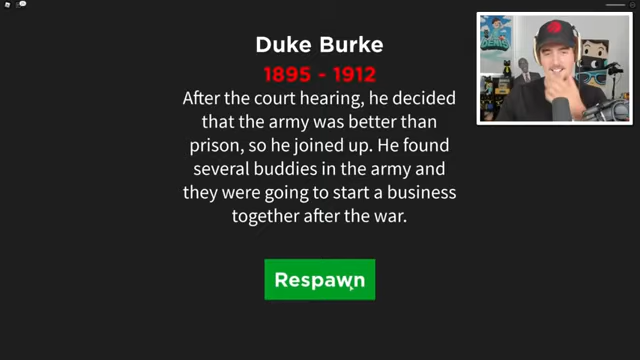 Duke Burke
1895 - 1912
After the court hearing, he decided
that the army was better than
prison, so he joined up. He found
several buddies in the army and
they were going to start a business
together after the war.
Respawn